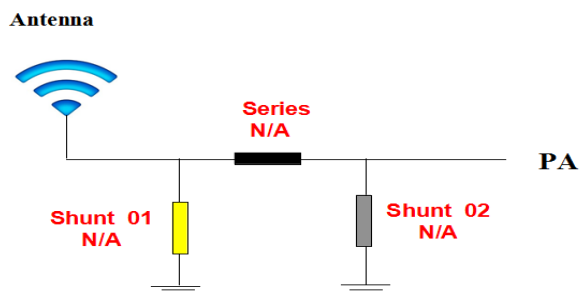 Antenna
Series
N/A
PA
Shunt 01
N/A
Shunt 02
N/A